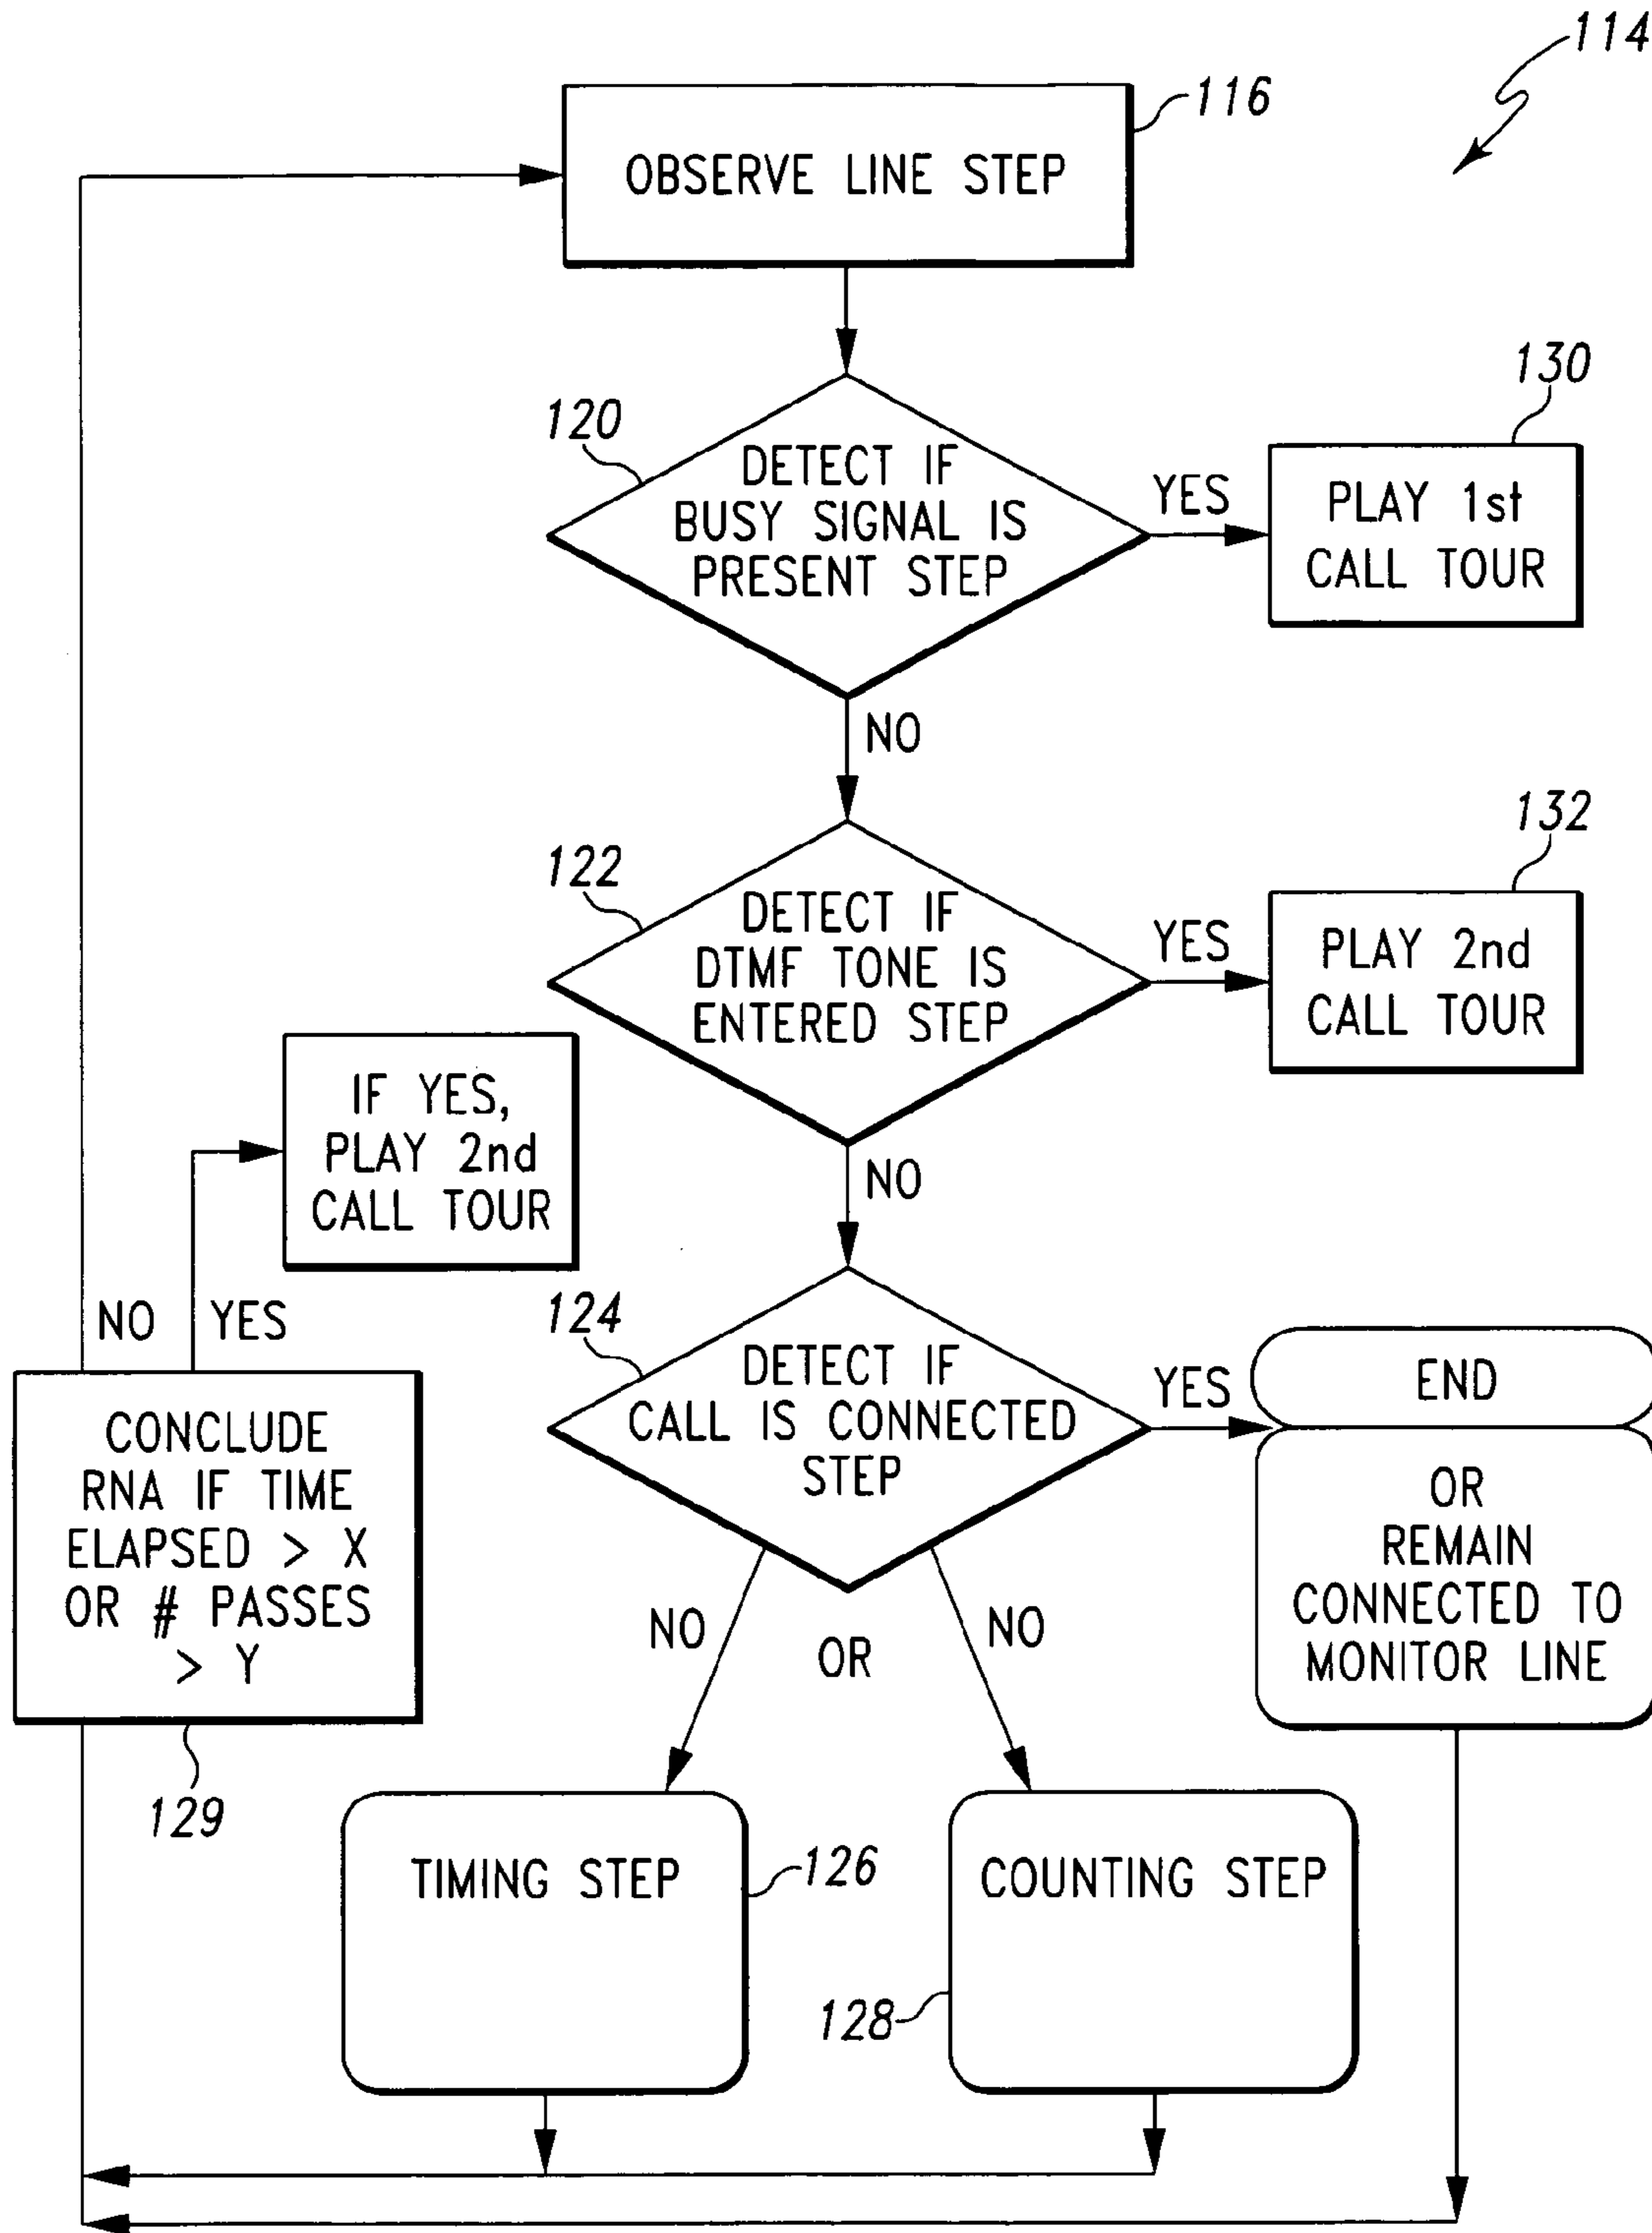 114
116
OBSERVE LINE STEP
120
DETECT IF
BUSY SIGNAL IS
PRESENT STEP
YES
130
PLAY 1st
CALL TOUR
NO
122
DETECT IF
DTMF TONE IS
ENTERED STEP
YES
132
PLAY 2nd
CALL TOUR
NO
IF YES,
PLAY 2nd
CALL TOUR
NO
YES
124
DETECT IF
CALL IS CONNECTED
STEP
YES
END
OR
REMAIN
CONNECTED TO
MONITOR LINE
CONCLUDE
RNA IF TIME
ELAPSED > X
OR # PASSES
> Y
129
NO
OR
NO
TIMING STEP
126
COUNTING STEP
128